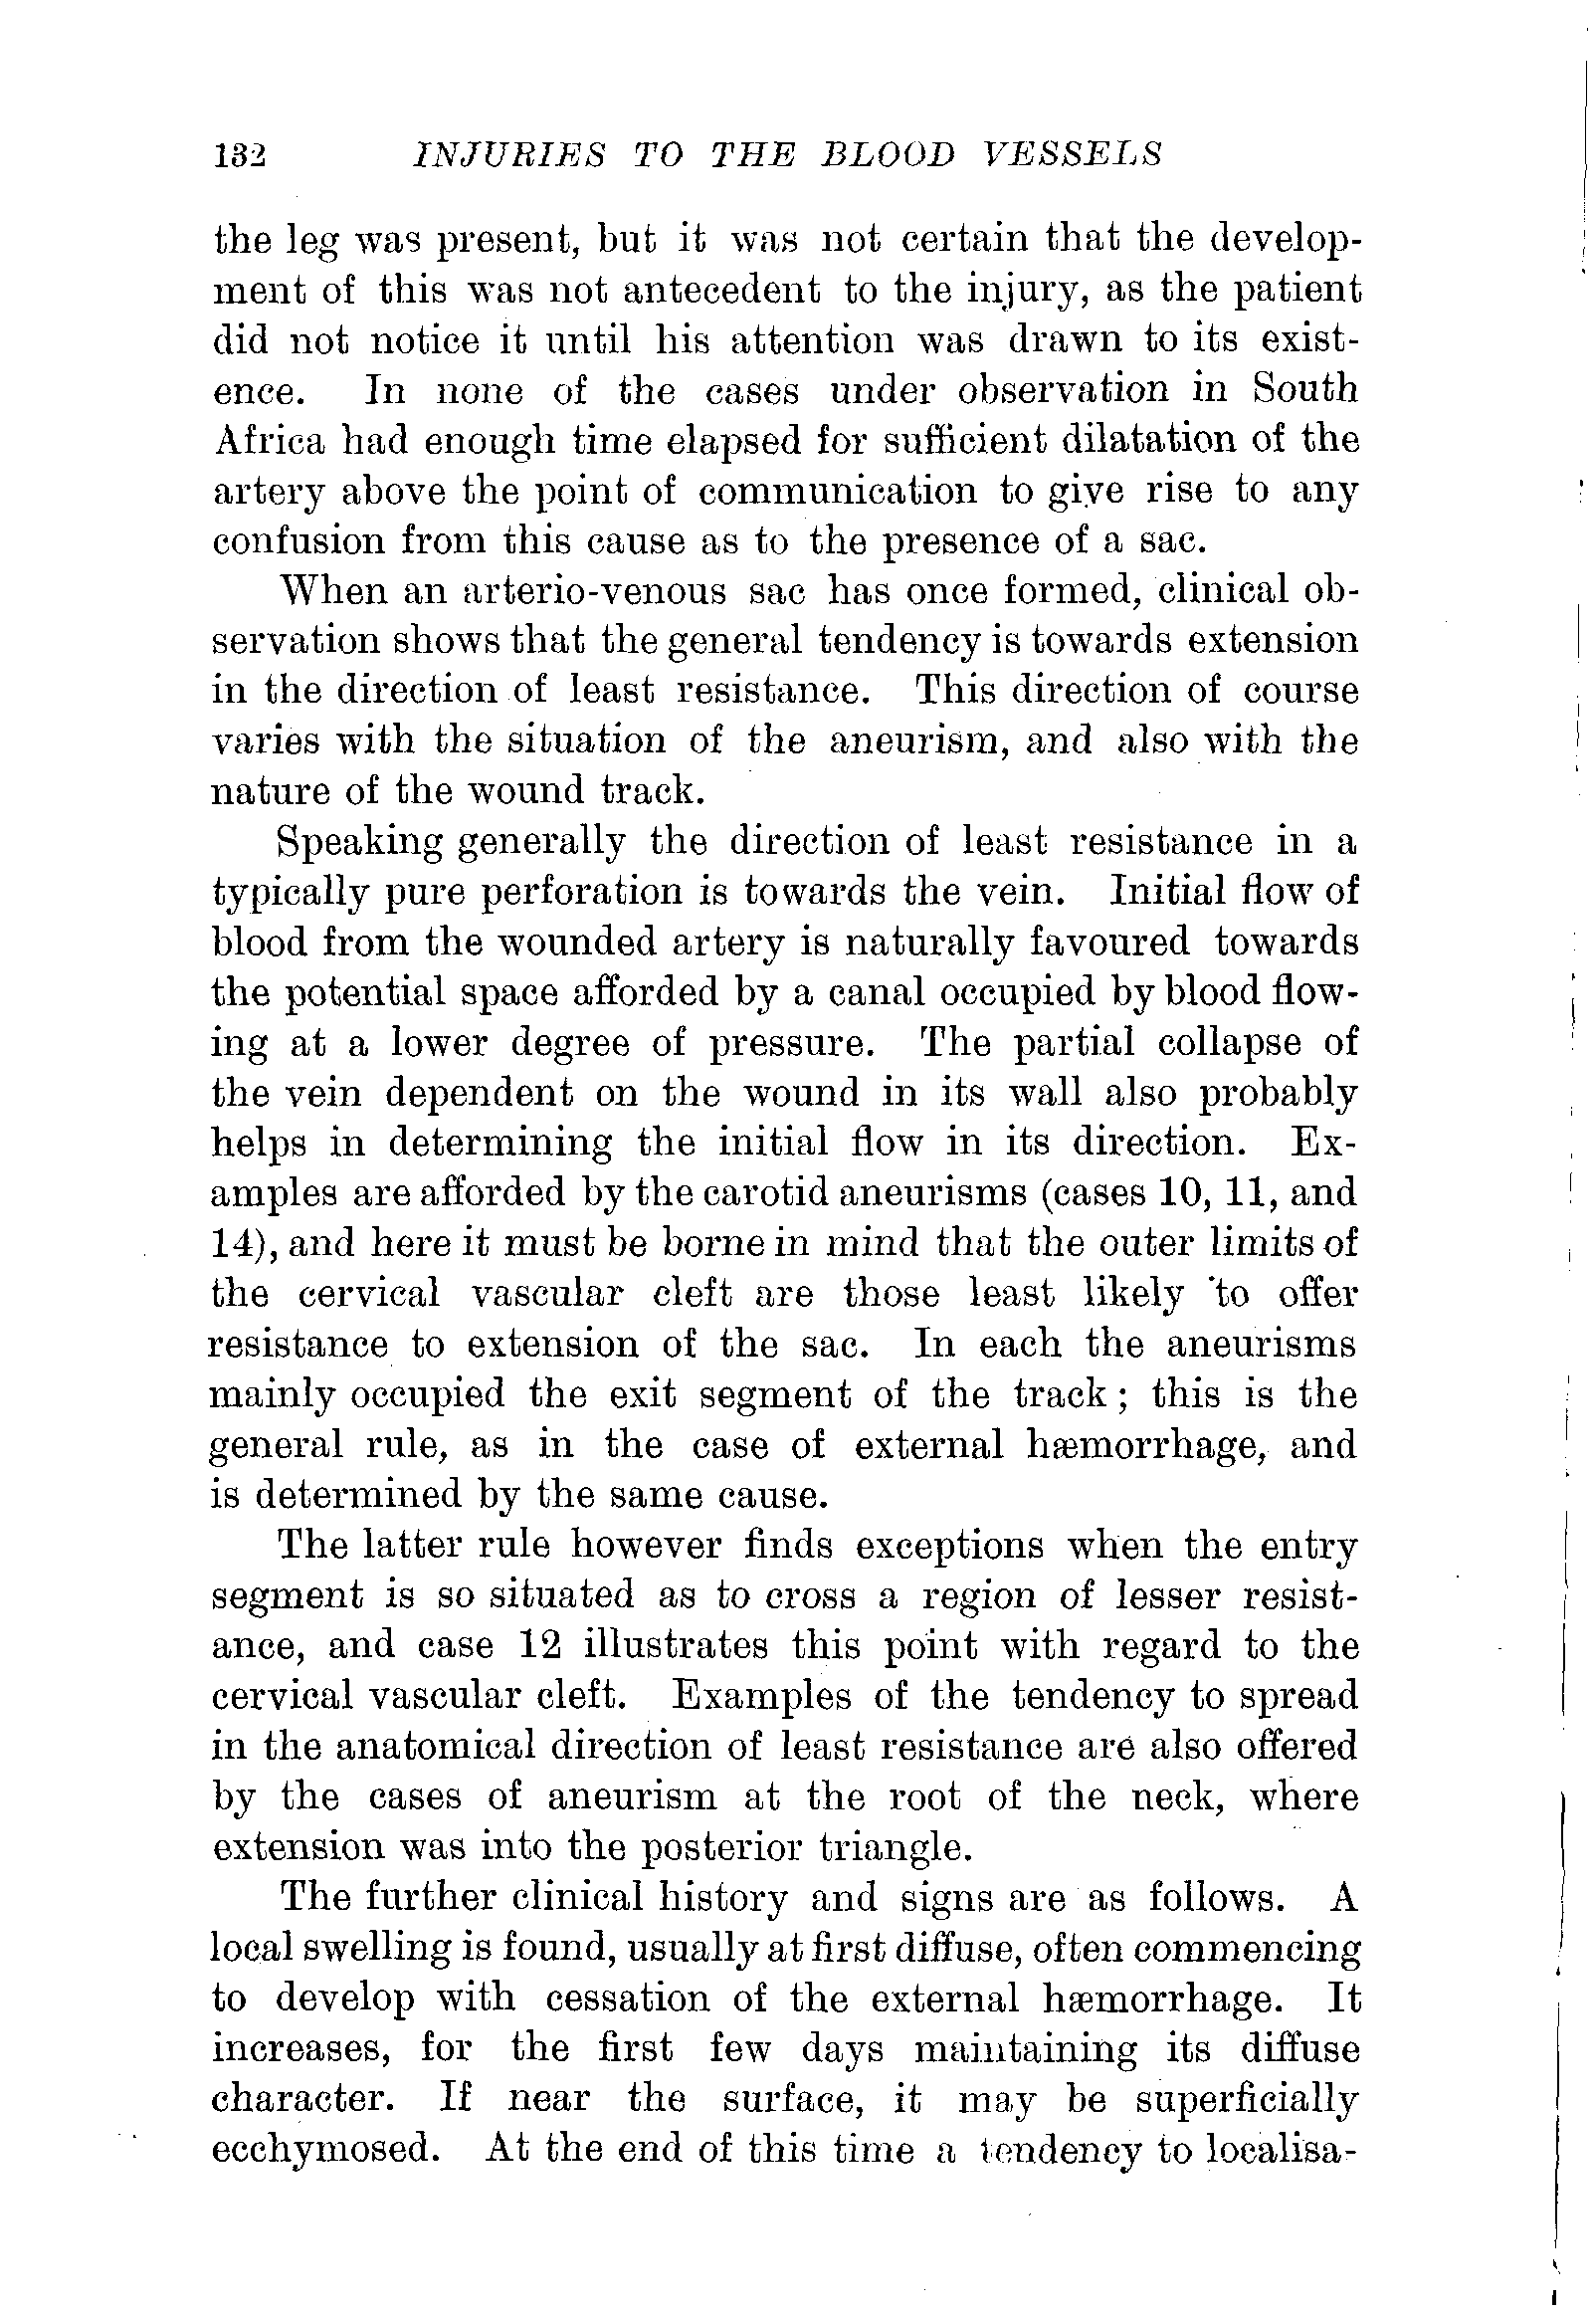 132 INJURIES TO THE BLOOD VESSELS
the leg was present, but it was not certain that the develop-
ment of this was not antecedent to the injury, as the patient
did not notice it until his attention was drawn to its exist-
ence. In none of the cases under observation in South
Africa had enough time elapsed for sufficient dilatation of the
artery above the point of communication to give rise to any
confusion from this cause as to the presence of a sac.
When an arterio-venous sac has once formed, clinical ob-
servation shows that the general tendency is towards extension
in the direction of least resistance. This direction of course
varies with the situation of the aneurism, and also with the
nature of the wound track.
Speaking generally the direction of least resistance in a
typically pure perforation is towards the vein. Initial flow of
blood from the wounded artery is naturally favoured towards
the potential space afforded by a canal occupied by blood flow-
ing at a lower degree of pressure. The partial collapse of
the vein dependent on the wound in its wall also probably
helps in determining the initial flow in its direction. Ex-
amples are afforded by the carotid aneurisms (cases 10, 11, and
14), and here it must be borne in mind that the outer limits of
the cervical vascular cleft are those least likely to offer
resistance to extension of the sac. In each the aneurisms
mainly occupied the exit segment of the track; this is the
general rule, as in the case of external hæmorrhage, and
is determined by the same cause.
The latter rule however finds exceptions when the entry
segment is so situated as to cross a region of lesser resist-
ance, and case 12 illustrates this point with regard to the
cervical vascular cleft. Examples of the tendency to spread
in the anatomical direction of least resistance are also offered
by the cases of aneurism at the root of the neck, where
extension was into the posterior triangle.
The further clinical history and signs are as follows. A
local swelling is found, usually at first diffuse, often commencing
to develop with cessation of the external hæmorrhage. It
increases, for the first few days maintaining its diffuse
character. If near the surface, it may be superficially
ecchymosed. At the end of this time a tendency to localisa-